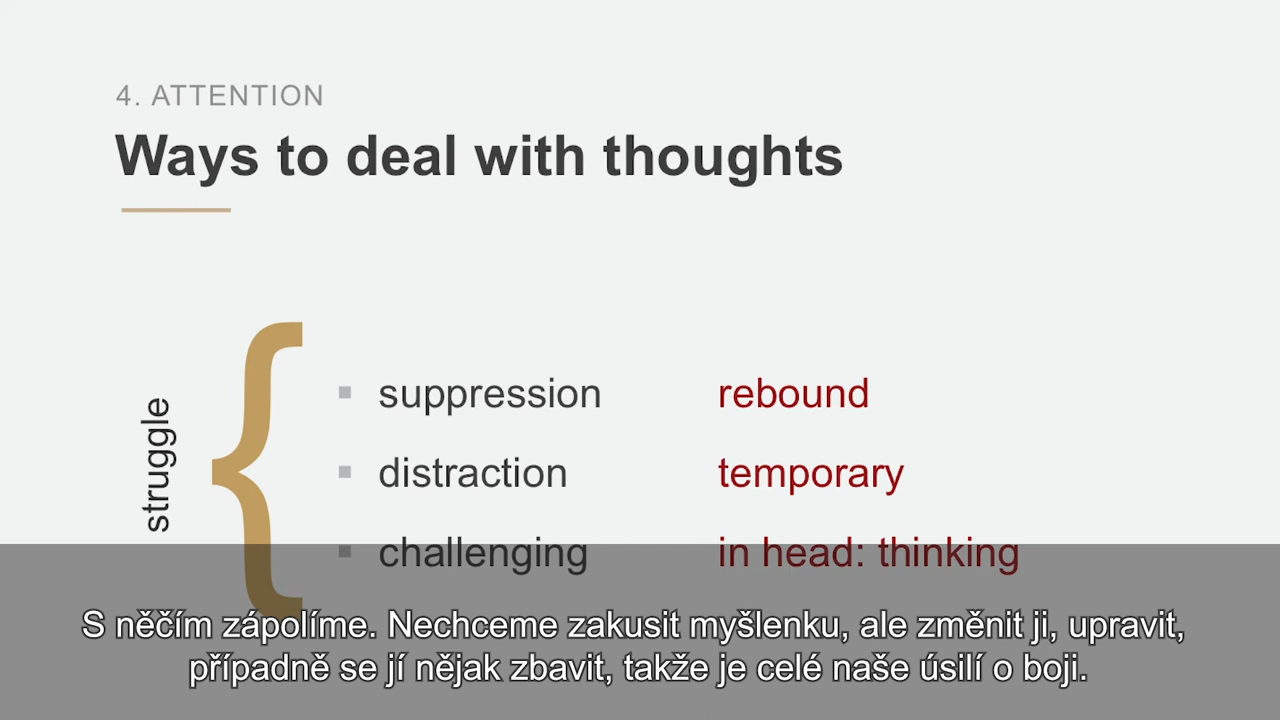 4. ATTENTION
Ways to deal with thoughts
struggle
suppression rebound
distraction temporary
challenging in head: thinking
S něčím zápolíme. Nechceme zakusit myšlenku, ale změnit ji, upravit,
případně se jí nějak zbavit, takže je celé naše úsilí o boji.